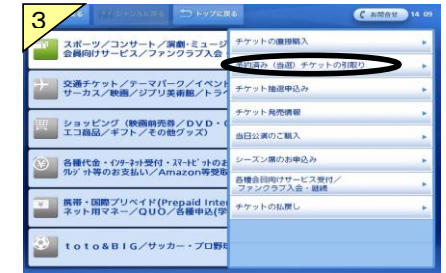 3
トップに戻る
お問合せ 14 09
スポーツ／コンサート／演劇・ミュージ
会員向けサービス／ファンクラブ入会・
交通チケット／テーマパーク／イベント
サーカス／映画／ジブリ美術館／トラ
ショッピング（映画前売券／DVD・C
エコ商品／ギフト／その他グッズ）
各種代金・インターネット受付・スマートピットのお
クレジット等のお支払い／Amazon等受取
携帯・国際プリペイド(Prepaid Inte
ネット用マネー／QUO／各種申込(学
toto&BIG／サッカー・プロ野
チケットの直接購入
予約済み（当選）チケットの引取り
チケット抽選申込み
チケット発売情報
当日公演のご購入
シーズン席のお申込み
各種会員向けサービス受付／
ファンクラブ入会・継続
チケットの払戻し